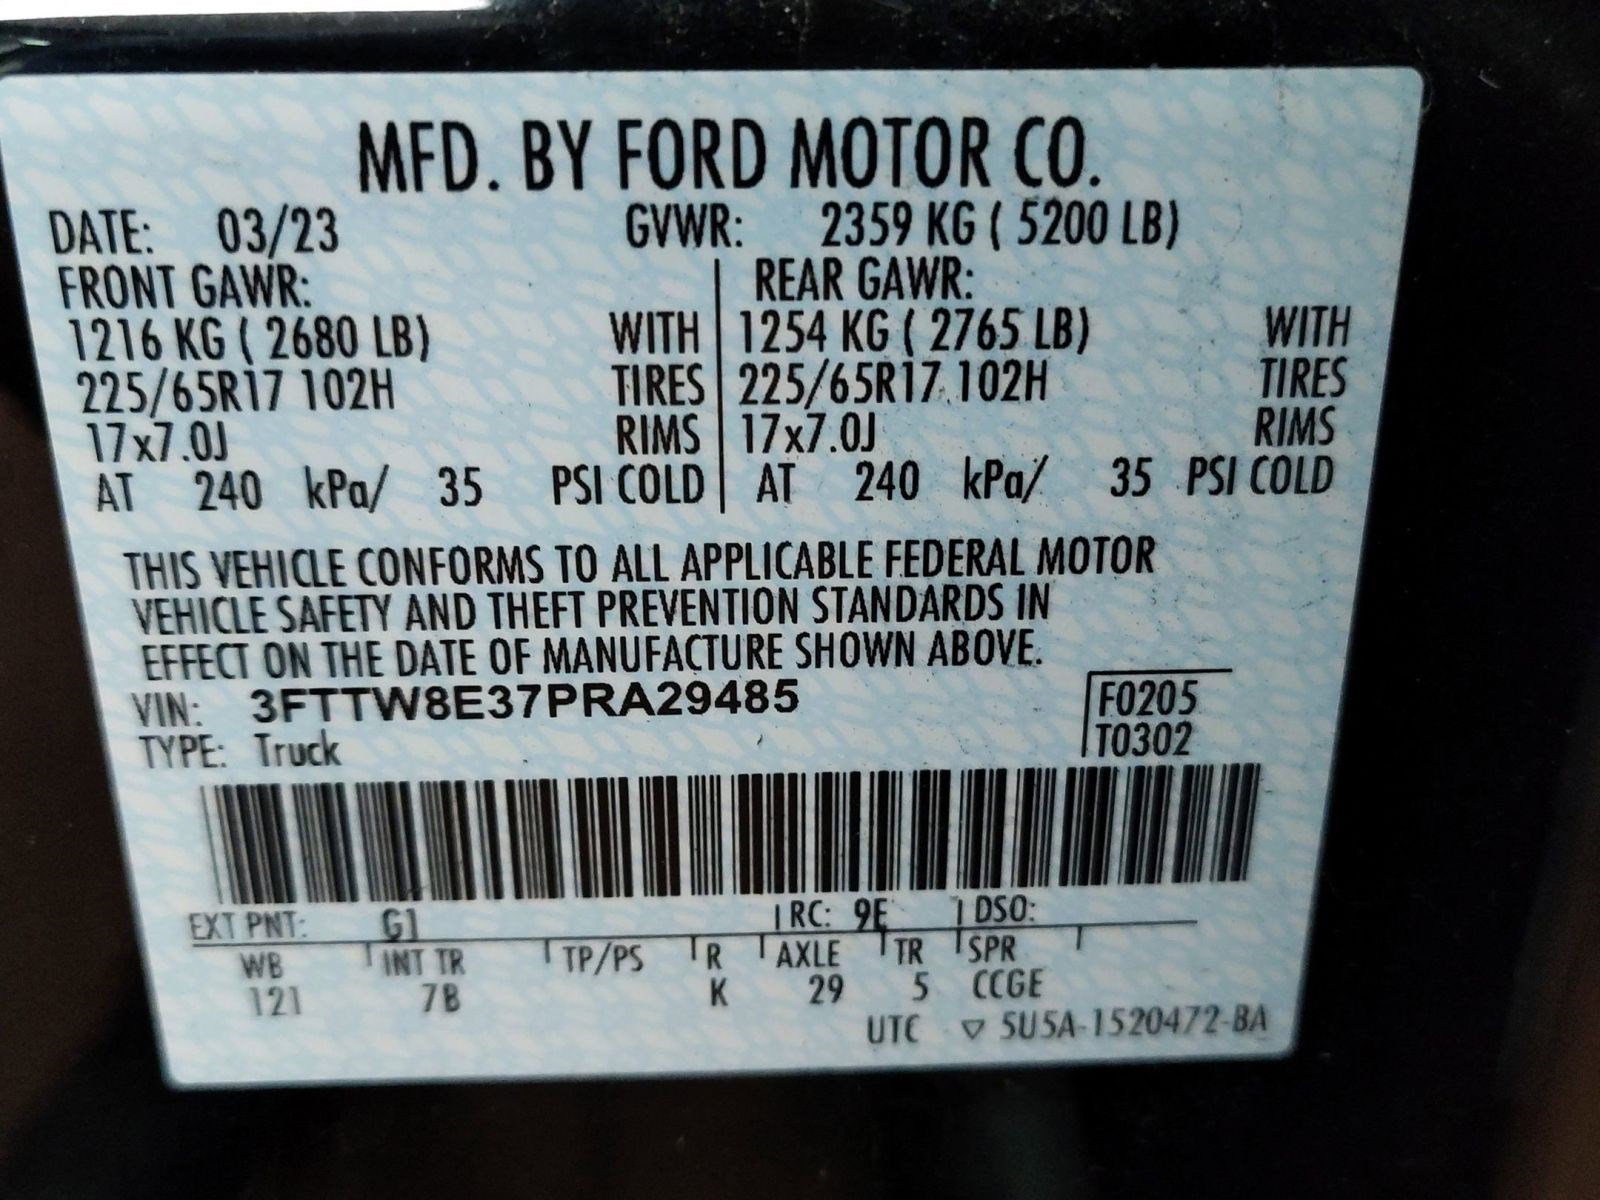 MFD. BY FORD MOTOR CO.
DATE: 03/23 GVWR: 2359 KG ( 5200 LB)
FRONT GAWR: REAR GAWR:
1216 KG ( 2680 LB) WITH 1254 KG ( 2765 LB) WITH
225/65R17 102H TIRES 225/65R17 102H TIRES
17x7.0J RIMS 17x7.0J RIMS
AT 240 kPa/ 35 PSI COLD AT 240 kPa/ 35 PSI COLD
THIS VEHICLE CONFORMS TO ALL APPLICABLE FEDERAL MOTOR
VEHICLE SAFETY AND THEFT PREVENTION STANDARDS IN
EFFECT ON THE DATE OF MANUFACTURE SHOWN ABOVE.
VIN: 3FTTW8E37PRA29485 F0205
TYPE: Truck T0302
EXT PNT: G1 RC: 9E DSO:
WB INT TR TP/PS R AXLE TR SPR
121 7B K 29 5 CCGE
UTC ▽ 5U5A-1520472-BA